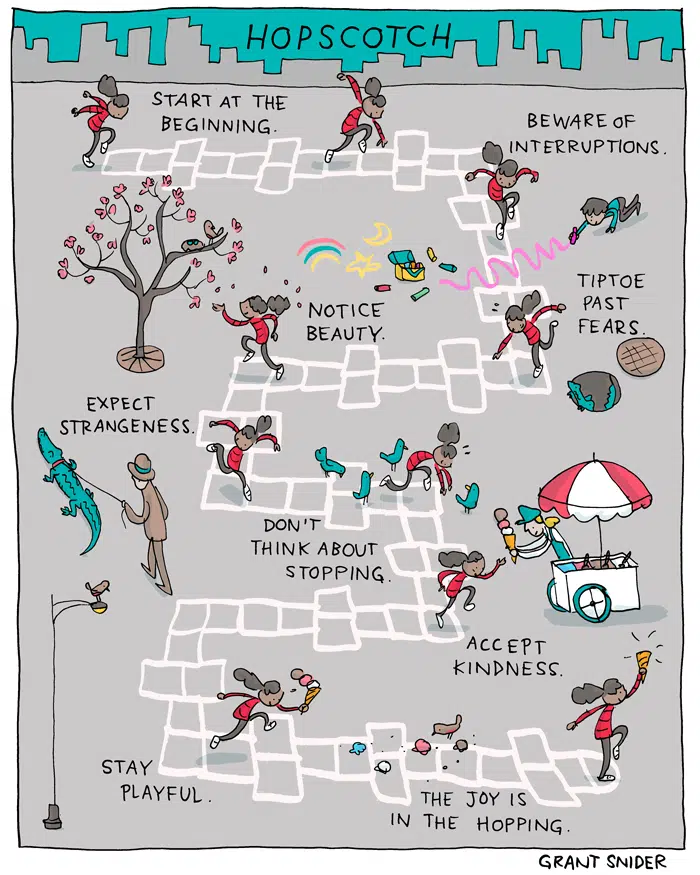 HOPSCOTCH
START AT THE
BEGINNING.
BEWARE OF
INTERRUPTIONS.
TIPTOE
PAST
FEARS.
NOTICE
BEAUTY.
EXPECT
STRANGENESS.
DON'T
THINK ABOUT
STOPPING.
ACCEPT
KINDNESS.
STAY
PLAYFUL.
THE JOY IS
IN THE HOPPING.
GRANT SNIDER